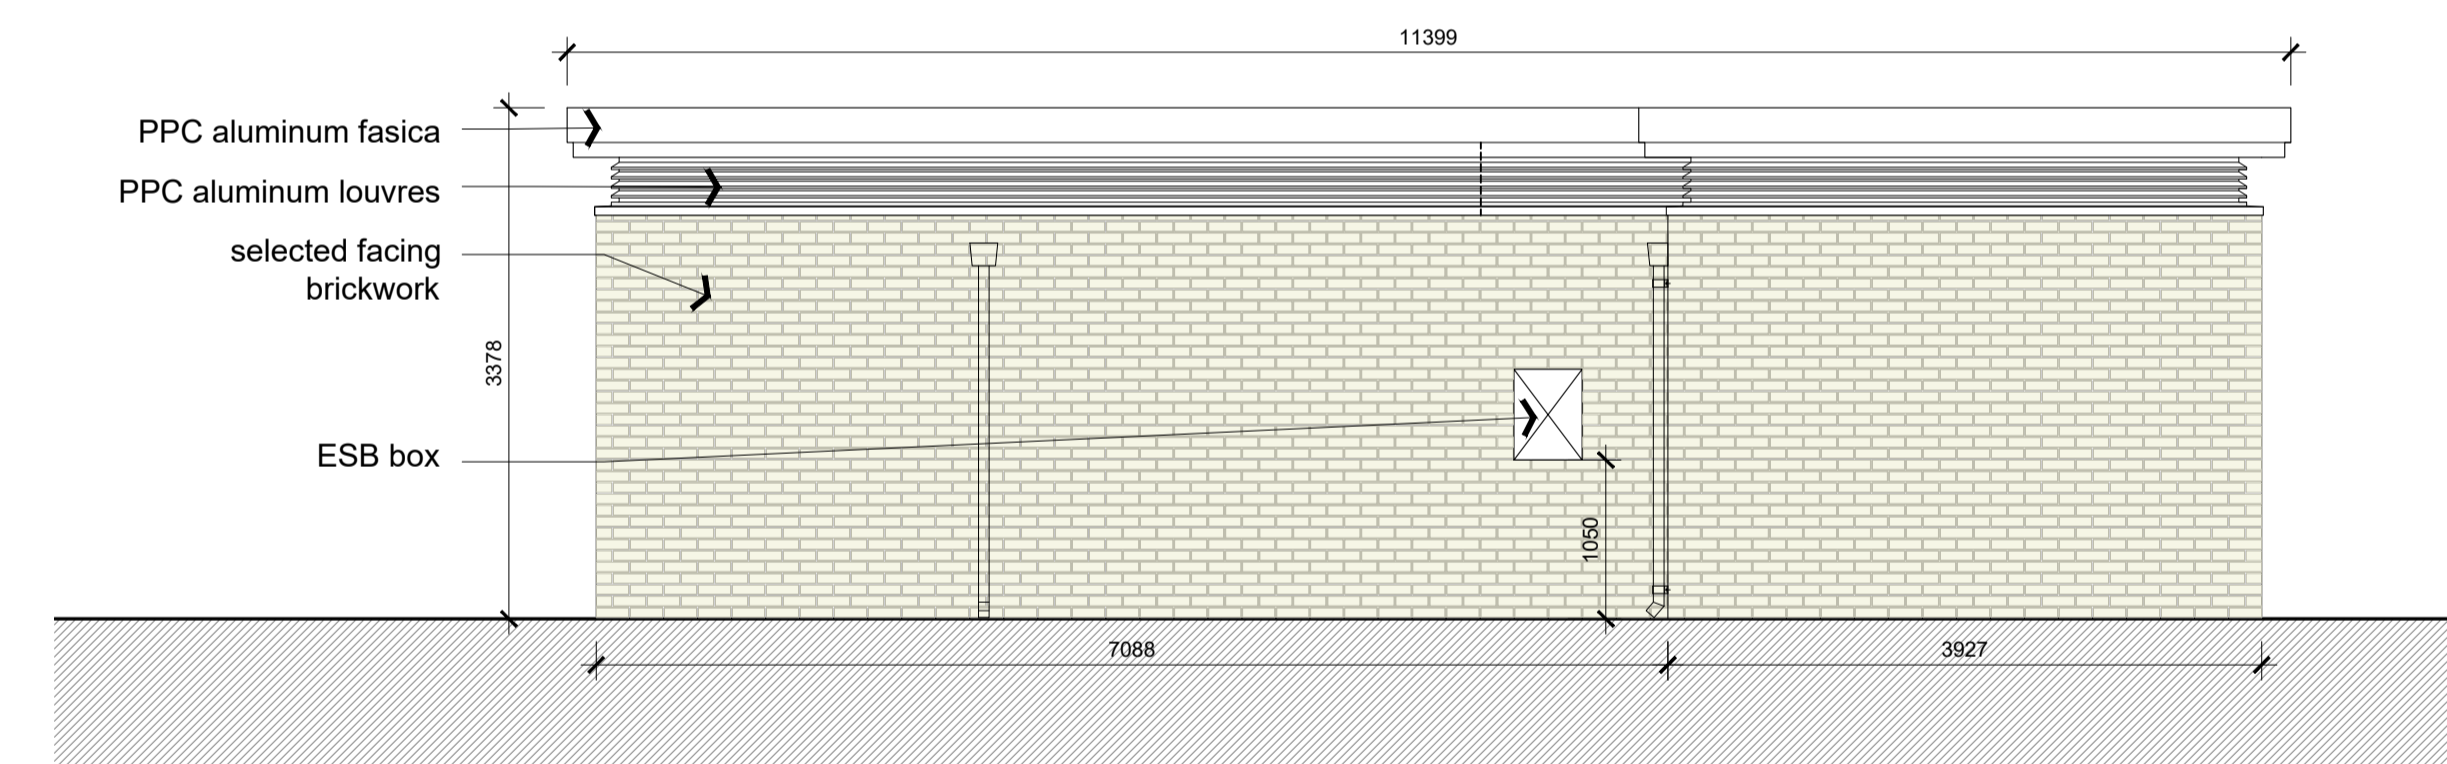 11399
PPC aluminum fasica
PPC aluminum louvres
selected facing
brickwork
3378
ESB box
1050
7088
3927